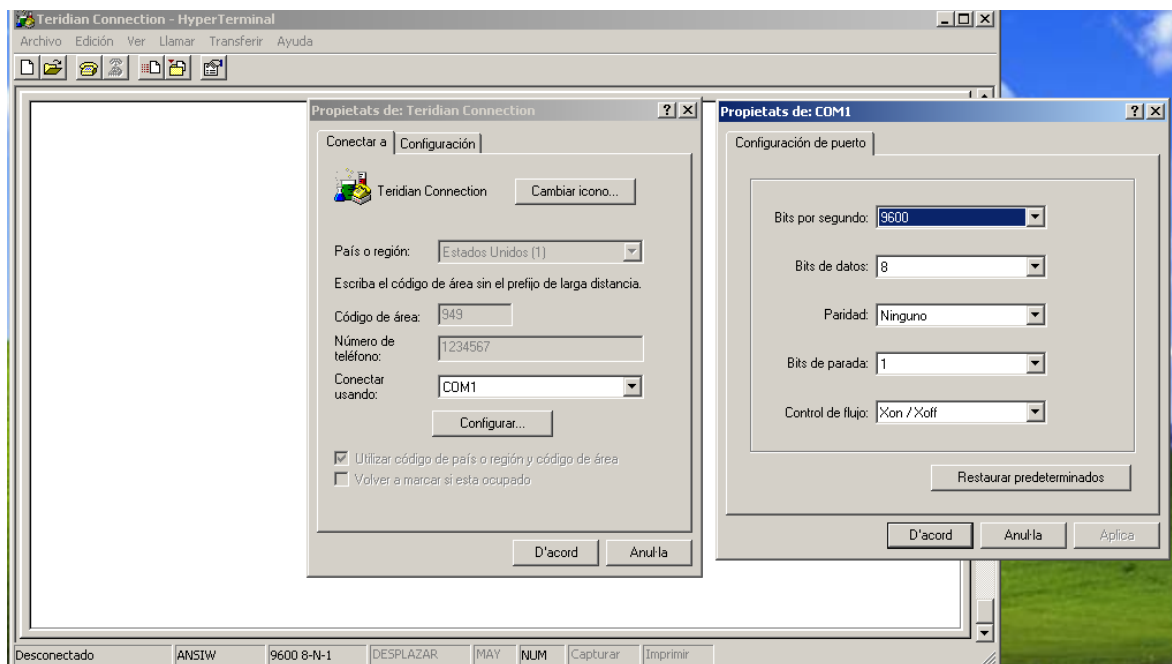 Teridian Connection - HyperTerminal
Archivo Edición Ver Llamar Transferir Ayuda
Propietats de: Teridian Connection
Conectar a
Configuración
Teridian Connection
Cambiar icono...
País o región:
Estados Unidos (1)
Escriba el código de área sin el prefijo de larga distancia.
Código de área:
949
Número de
teléfono:
1234567
Conectar
usando:
COM1
Configurar...
Utilizar código de país o región y código de área
Volver a marcar si esta ocupado
D'acord
Anul·la
Propietats de: COM1
Configuración de puerto
Bits por segundo:
9600
Bits de datos:
8
Paridad:
Ninguno
Bits de parada:
1
Control de flujo:
Xon / Xoff
Restaurar predeterminados
D'acord
Anul·la
Aplica
Desconectado
ANSIW
9600 8-N-1
DESPLAZAR
MAY
NUM
Capturar
Imprimir